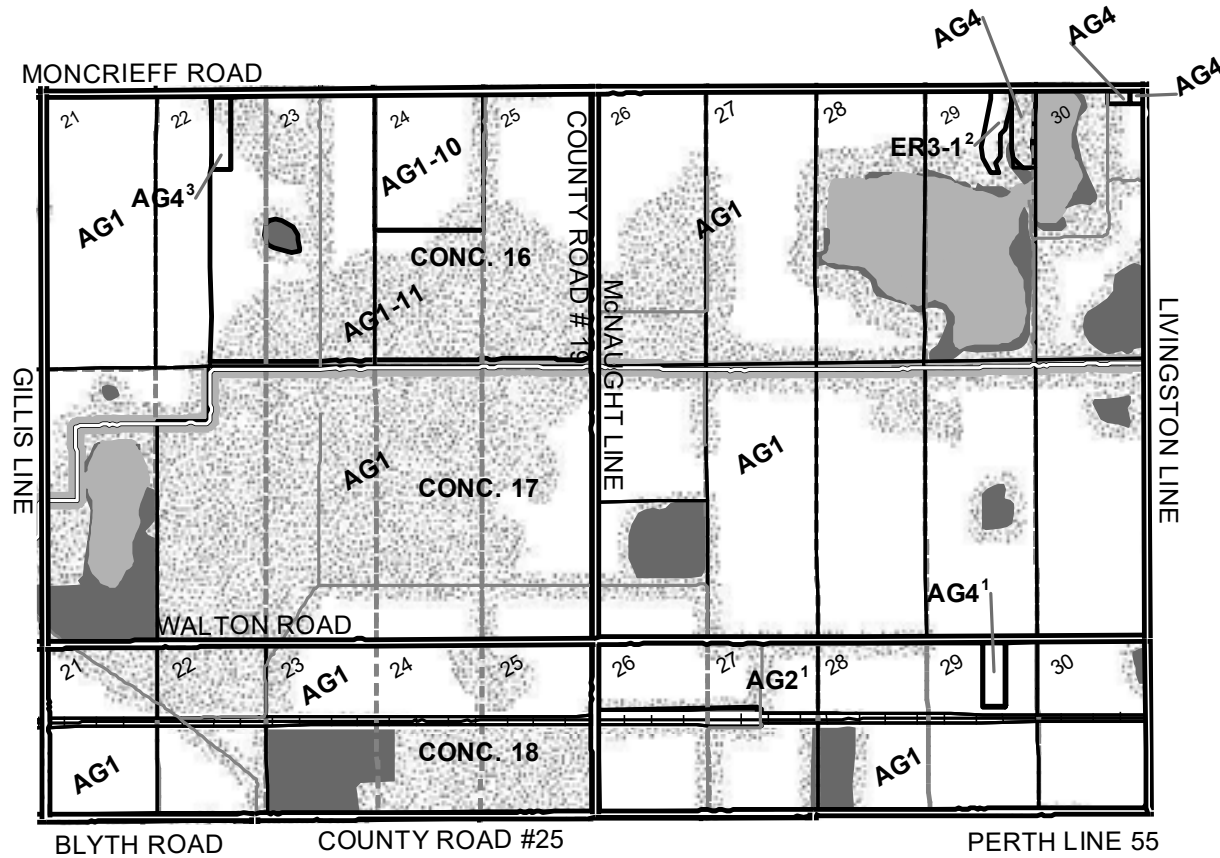 AG4
AG4
AG4
MONCRIEFF ROAD
21
22
23
24
25
26
27
28
29
30
COUNTY ROAD # 19
AG1-10
ER3-1²
AG1
AG4³
AG1
CONC. 16
AG1-11
McNAUGHT LINE
LIVINGSTON LINE
GILLIS LINE
AG1
AG1
CONC. 17
AG4¹
WALTON ROAD
21
22
23
24
25
26
27
28
29
30
AG1
AG2¹
CONC. 18
AG1
AG1
BLYTH ROAD
COUNTY ROAD #25
PERTH LINE 55